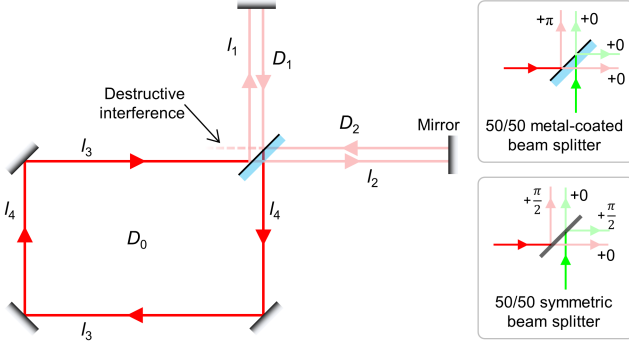 l1
D1
Destructive
interference
D2
Mirror
l2
l3
l4
l4
D0
l3
+π
+0
+0
+0
50/50 metal-coated
beam splitter
+π/2
+0
+π/2
+0
50/50 symmetric
beam splitter